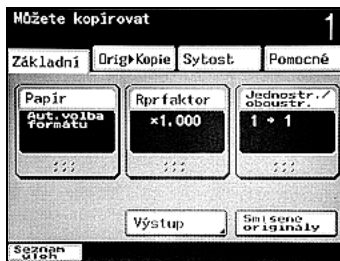 Můžete kopírovat 1
Základní Orig▸Kopie Sytost Pomocné
Papír
Aut.volba
formátu
Rprfaktor
×1.000
Jednostr./
oboustr.
1 → 1
Výstup
Smíšené
originály
Seznam
úloh